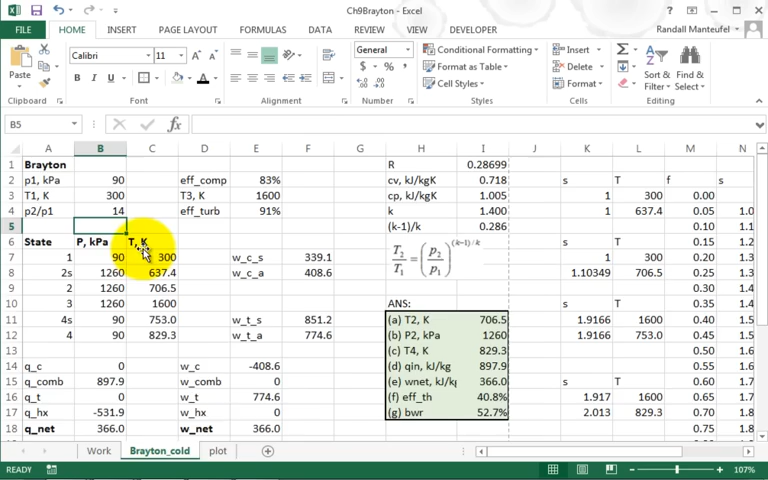 Ch9Brayton - Excel
FILE HOME INSERT PAGE LAYOUT FORMULAS DATA REVIEW VIEW DEVELOPER Randall Manteufel
Paste Calibri 11 General Conditional Formatting Format as Table Cell Styles Insert Delete Format Sort & Filter Find & Select
Clipboard Font Alignment Number Styles Cells Editing
B5
A B C D E F G H I J K L M N
1 Brayton R 0.28699
2 p1, kPa 90 eff_comp 83% cv, kJ/kgK 0.718 s T f s
3 T1, K 300 T3, K 1600 cp, kJ/kgK 1.005 1 300 0.00
4 p2/p1 14 eff_turb 91% k 1.400 1 637.4 0.05 1.0
5 (k-1)/k 0.286 0.10 1.1
6 State P, kPa T, K s T 0.15 1.2
7 1 90 300 w_c_s 339.1 1 300 0.20 1.3
8 2s 1260 637.4 w_c_a 408.6 1.10349 706.5 0.25 1.3
T2/T1 = (p2/p1)^(k-1)/k
9 2 1260 706.5 0.30 1.4
10 3 1260 1600 ANS: s T 0.35 1.4
11 4s 90 753.0 w_t_s 851.2 (a) T2, K 706.5 1.9166 1600 0.40 1.5
12 4 90 829.3 w_t_a 774.6 (b) P2, kPa 1260 1.9166 753.0 0.45 1.5
13 (c) T4, K 829.3 0.50 1.6
14 q_c 0 w_c -408.6 (d) qin, kJ/kg 897.9 0.55 1.6
15 q_comb 897.9 w_comb 0 (e) wnet, kJ/kg 366.0 s T 0.60 1.7
16 q_t 0 w_t 774.6 (f) eff_th 40.8% 1.917 1600 0.65 1.7
17 q_hx -531.9 w_hx 0 (g) bwr 52.7% 2.013 829.3 0.70 1.8
18 q_net 366.0 w_net 366.0 0.75 1.8
Work Brayton_cold plot
READY 107%